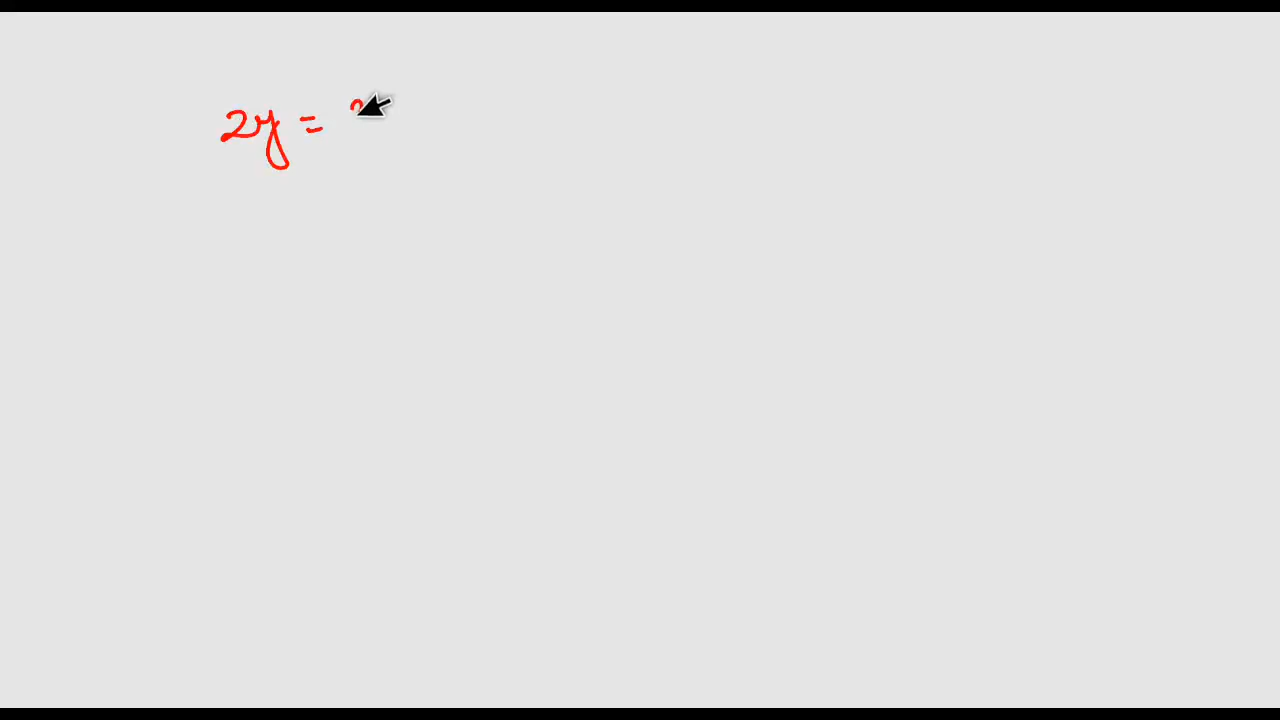 2y =